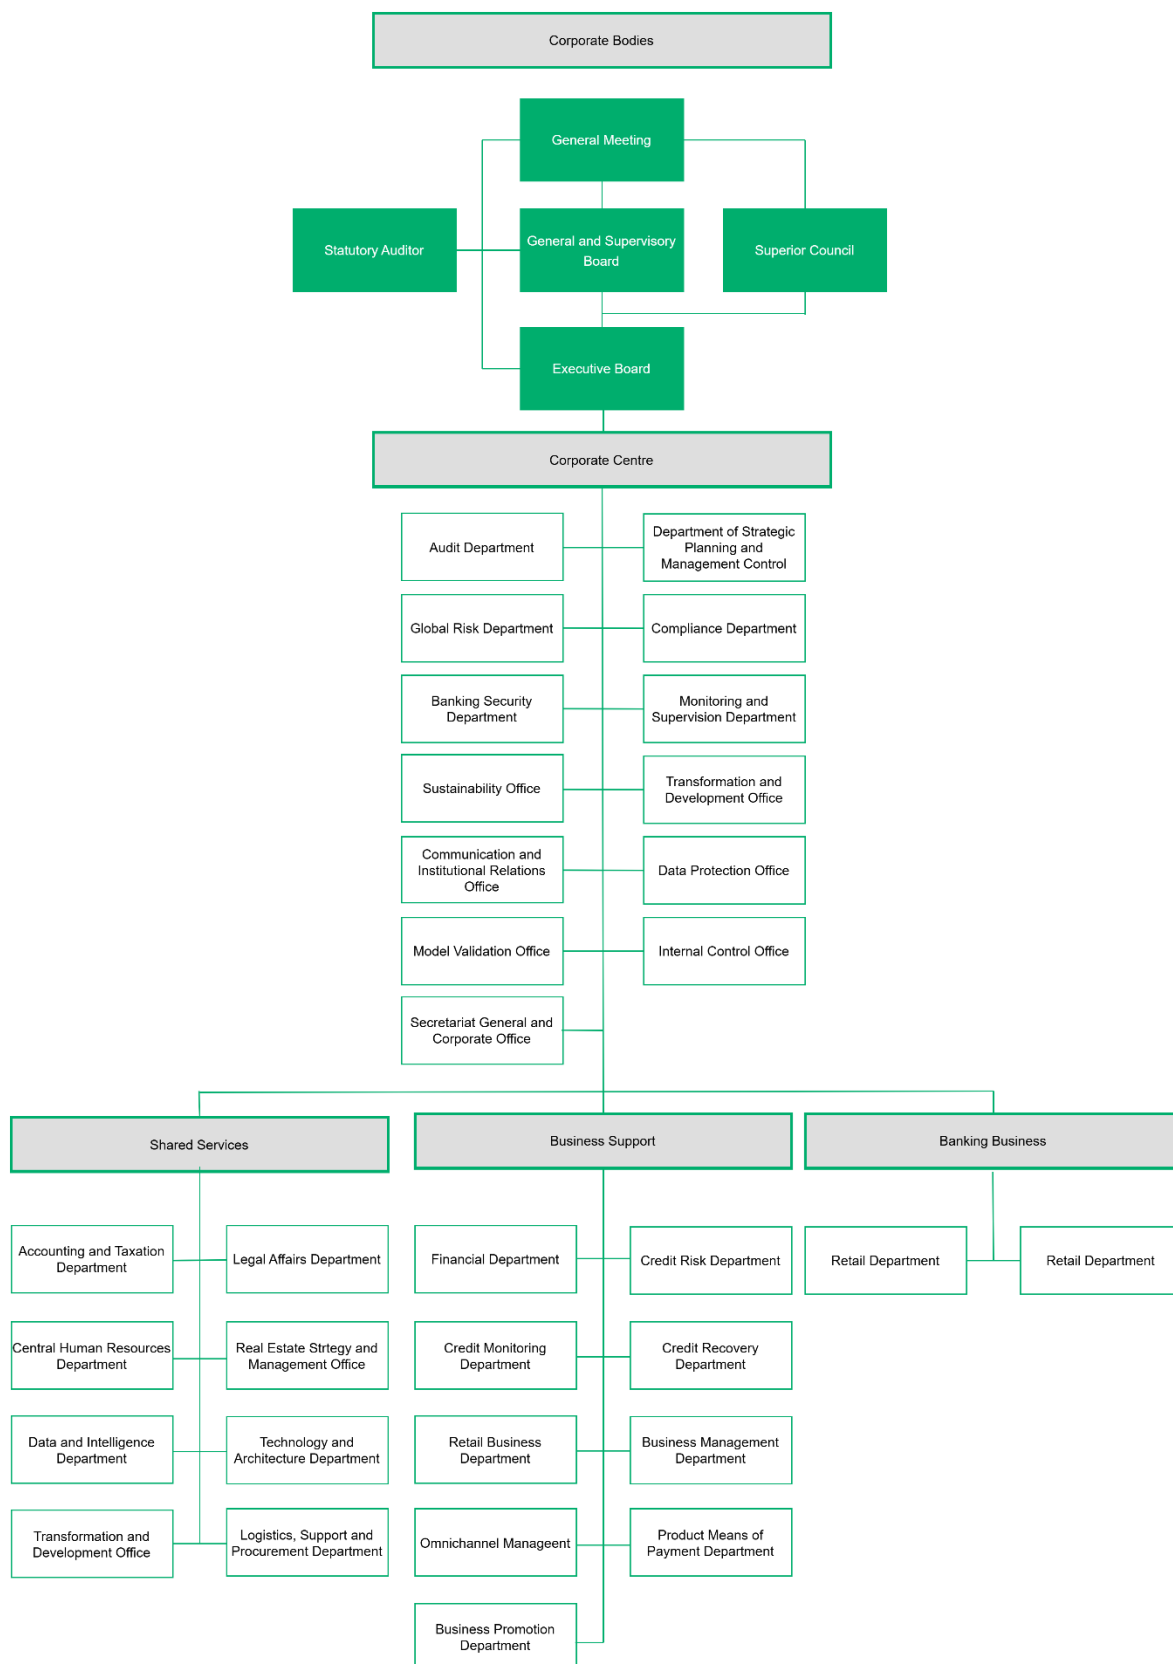 Corporate Bodies
General Meeting
Statutory Auditor
General and Supervisory
Board
Superior Council
Executive Board
Corporate Centre
Audit Department
Department of Strategic
Planning and
Management Control
Global Risk Department
Compliance Department
Banking Security
Department
Monitoring and
Supervision Department
Sustainability Office
Transformation and
Development Office
Communication and
Institutional Relations
Office
Data Protection Office
Model Validation Office
Internal Control Office
Secretariat General and
Corporate Office
Shared Services
Business Support
Banking Business
Accounting and Taxation
Department
Legal Affairs Department
Financial Department
Credit Risk Department
Retail Department
Retail Department
Central Human Resources
Department
Real Estate Strtegy and
Management Office
Credit Monitoring
Department
Credit Recovery
Department
Data and Intelligence
Department
Technology and
Architecture Department
Retail Business
Department
Business Management
Department
Transformation and
Development Office
Logistics, Support and
Procurement Department
Omnichannel Manageent
Product Means of
Payment Department
Business Promotion
Department